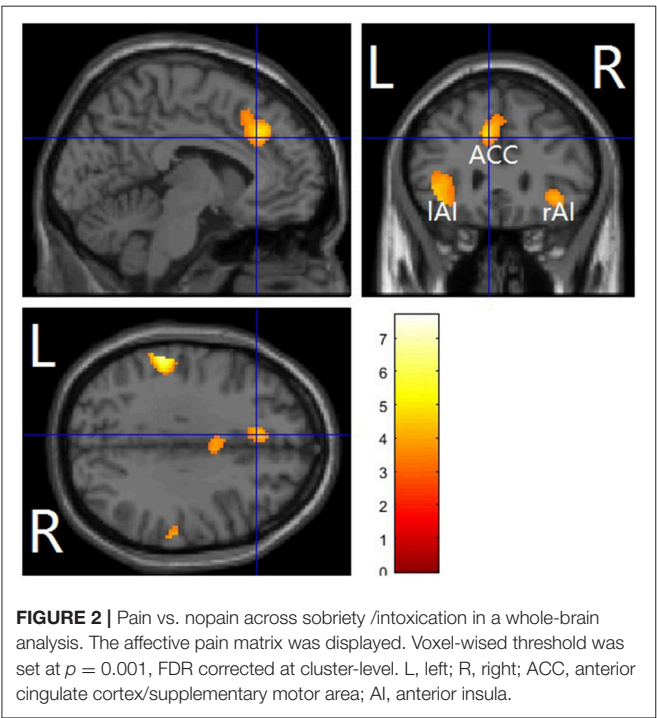 L R
ACC
lAI rAI
L
R
7
6
5
4
3
2
1
0
FIGURE 2 | Pain vs. nopain across sobriety /intoxication in a whole-brain
analysis. The affective pain matrix was displayed. Voxel-wised threshold was
set at p = 0.001, FDR corrected at cluster-level. L, left; R, right; ACC, anterior
cingulate cortex/supplementary motor area; AI, anterior insula.